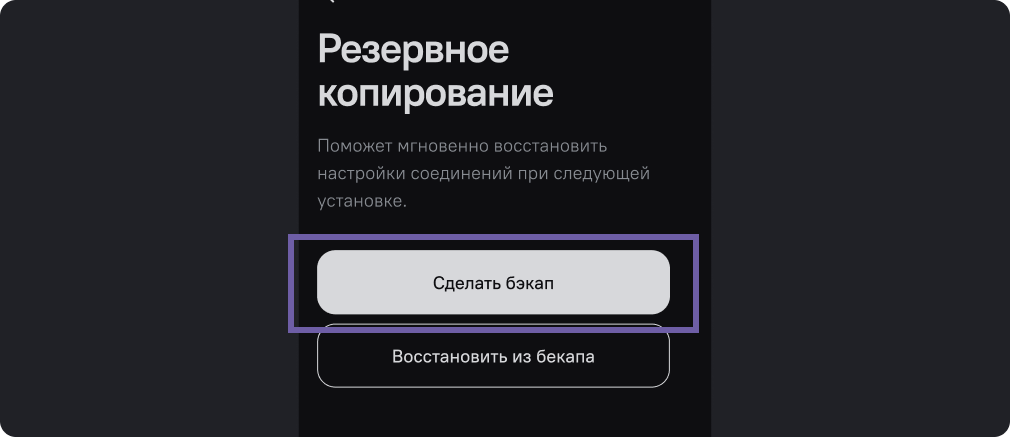 Резервное
копирование
Поможет мгновенно восстановить
настройки соединений при следующей
установке.
Сделать бэкап
Восстановить из бекапа